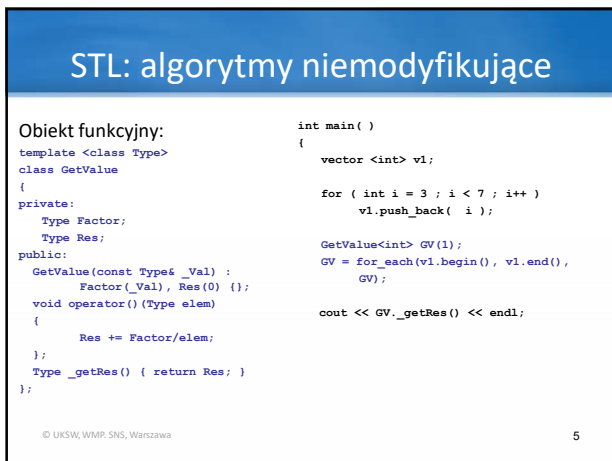 STL: algorytmy niemodyfikujące
Obiekt funkcyjny:
template <class Type>
class GetValue
{
private:
Type Factor;
Type Res;
public:
GetValue(const Type& _Val) :
Factor(_Val), Res(0) {};
void operator()(Type elem)
{
Res += Factor/elem;
};
Type _getRes() { return Res; }
};
int main( )
{
vector <int> v1;
for ( int i = 3 ; i < 7 ; i++ )
v1.push_back(  i );
GetValue<int> GV(1);
GV = for_each(v1.begin(), v1.end(),
GV);
cout << GV._getRes() << endl;
© UKSW, WMP. SNS, Warszawa
5